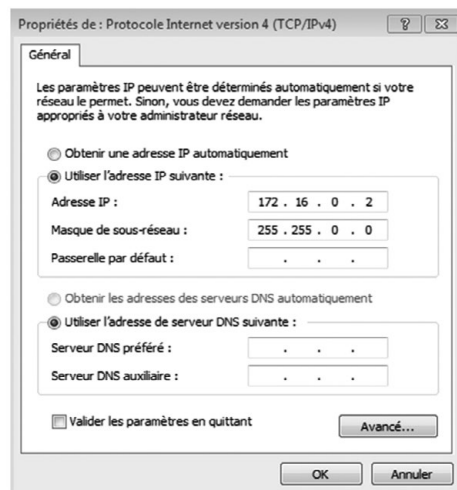 Propriétés de : Protocole Internet version 4 (TCP/IPv4)
Général
Les paramètres IP peuvent être déterminés automatiquement si votre
réseau le permet. Sinon, vous devez demander les paramètres IP
appropriés à votre administrateur réseau.
Obtenir une adresse IP automatiquement
Utiliser l'adresse IP suivante :
Adresse IP : 172 . 16 . 0 . 2
Masque de sous-réseau : 255 . 255 . 0 . 0
Passerelle par défaut : . . .
Obtenir les adresses des serveurs DNS automatiquement
Utiliser l'adresse de serveur DNS suivante :
Serveur DNS préféré : . . .
Serveur DNS auxiliaire : . . .
Valider les paramètres en quittant
Avancé...
OK Annuler